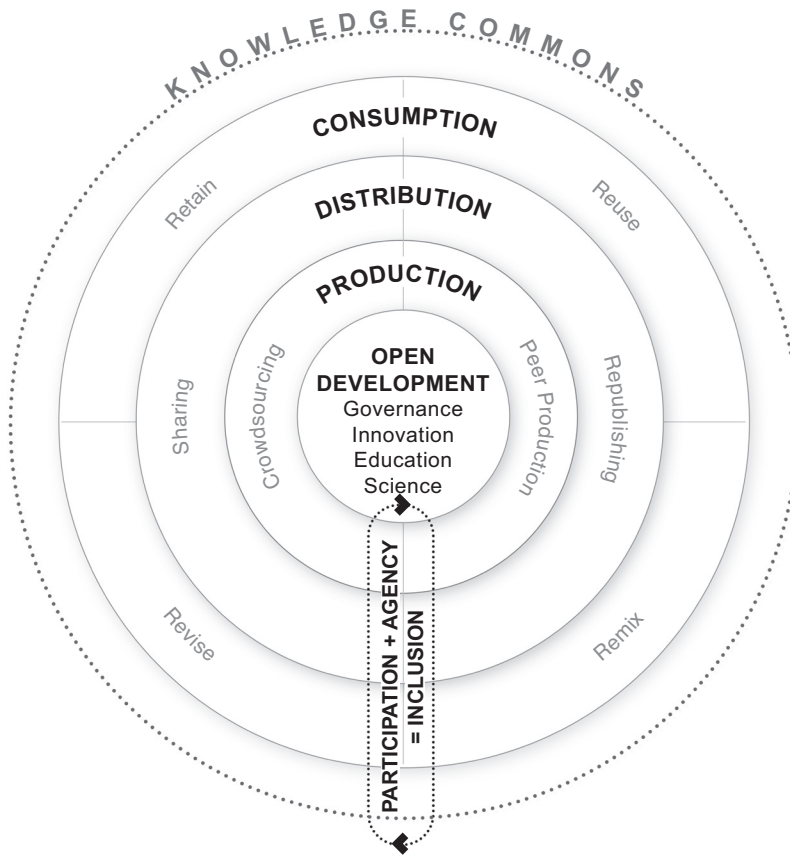 KNOWLEDGE COMMONS
CONSUMPTION
Retain
Reuse
DISTRIBUTION
PRODUCTION
Sharing
Crowdsourcing
OPEN
DEVELOPMENT
Governance
Innovation
Education
Science
Peer Production
Republishing
PARTICIPATION + AGENCY
= INCLUSION
Revise
Remix